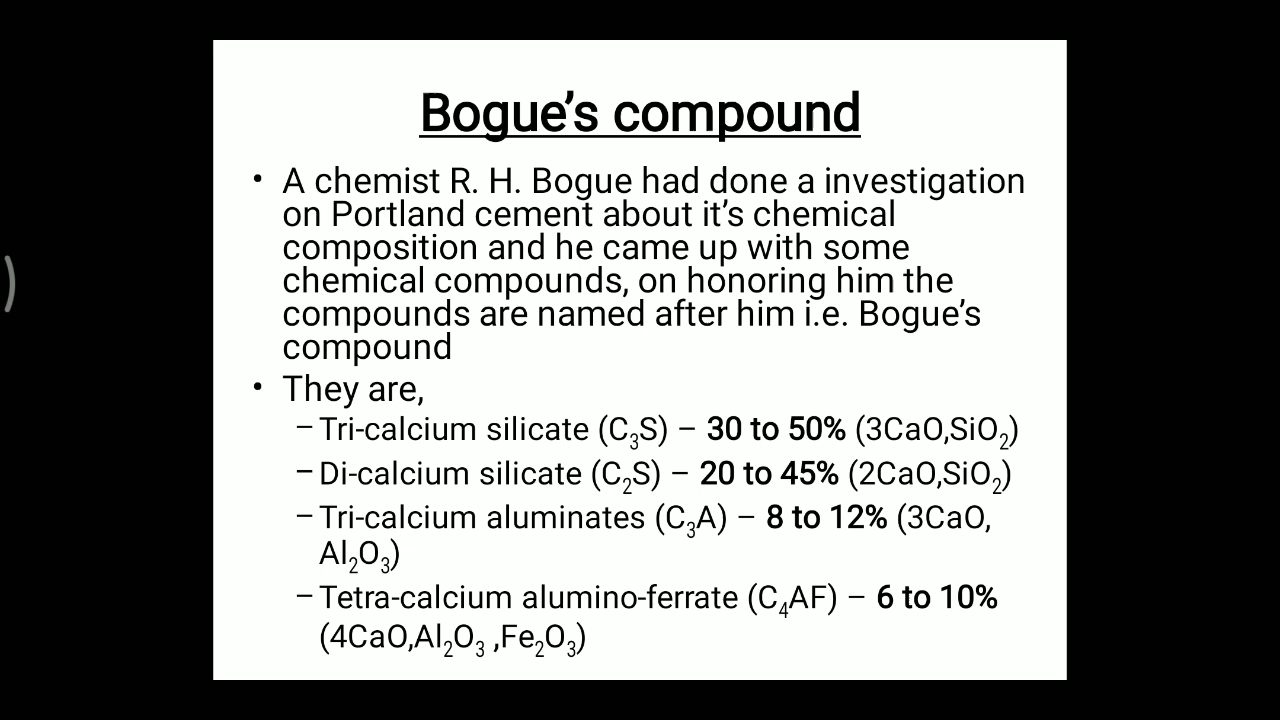 Bogue’s compound
• A chemist R. H. Bogue had done a investigation
on Portland cement about it’s chemical
composition and he came up with some
chemical compounds, on honoring him the
compounds are named after him i.e. Bogue’s
compound
• They are,
– Tri-calcium silicate (C₃S) – 30 to 50% (3CaO,SiO₂)
– Di-calcium silicate (C₂S) – 20 to 45% (2CaO,SiO₂)
– Tri-calcium aluminates (C₃A) – 8 to 12% (3CaO,
Al₂O₃)
– Tetra-calcium alumino-ferrate (C₄AF) – 6 to 10%
(4CaO,Al₂O₃ ,Fe₂O₃)